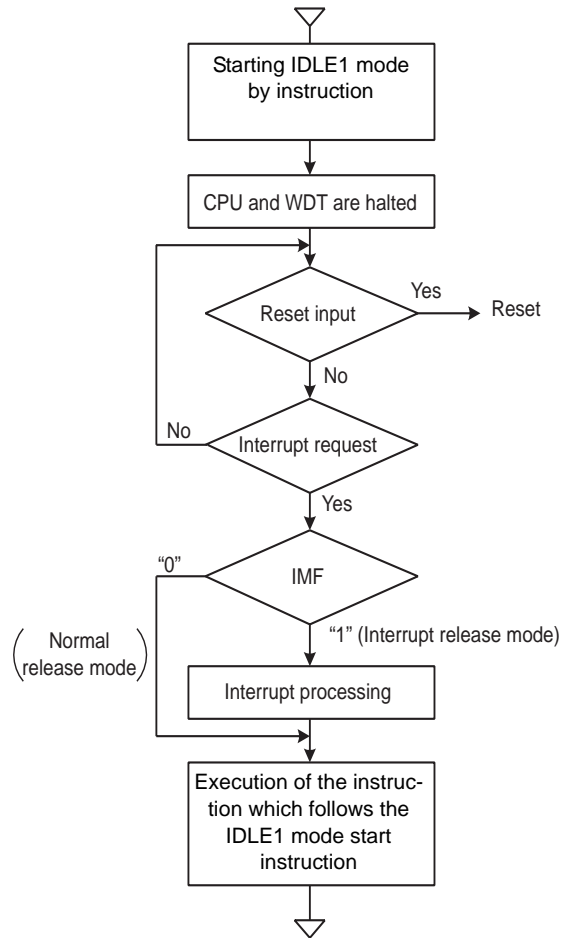 Starting IDLE1 mode
by instruction
CPU and WDT are halted
Reset input
Yes
Reset
No
No
Interrupt request
Yes
“0”
IMF
Normal
release mode
“1” (Interrupt release mode)
Interrupt processing
Execution of the instruc-
tion which follows the
IDLE1 mode start
instruction